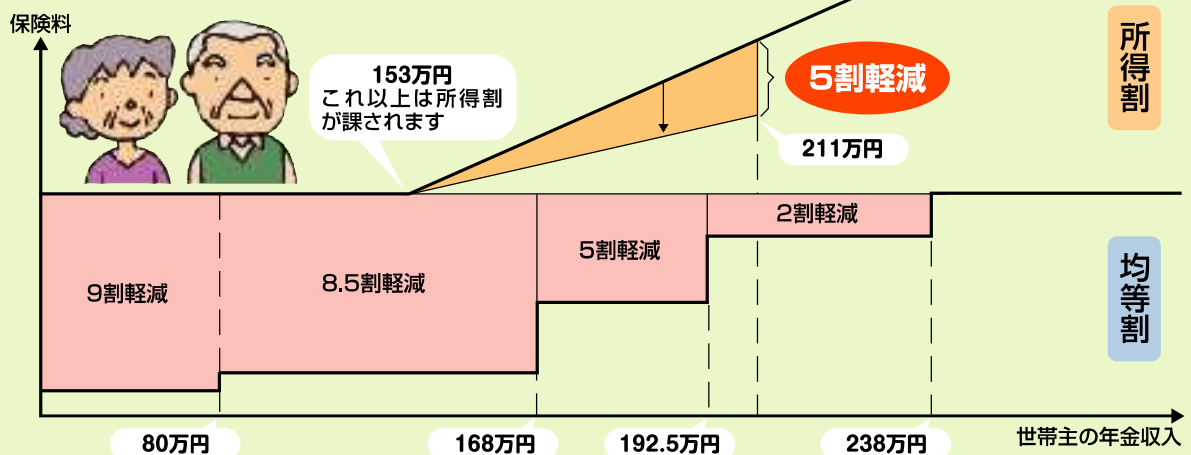 保険料
153万円
これ以上は所得割
が課されます
5割軽減
211万円
所得割
9割軽減
8.5割軽減
5割軽減
2割軽減
均等割
80万円
168万円
192.5万円
238万円
世帯主の年金収入